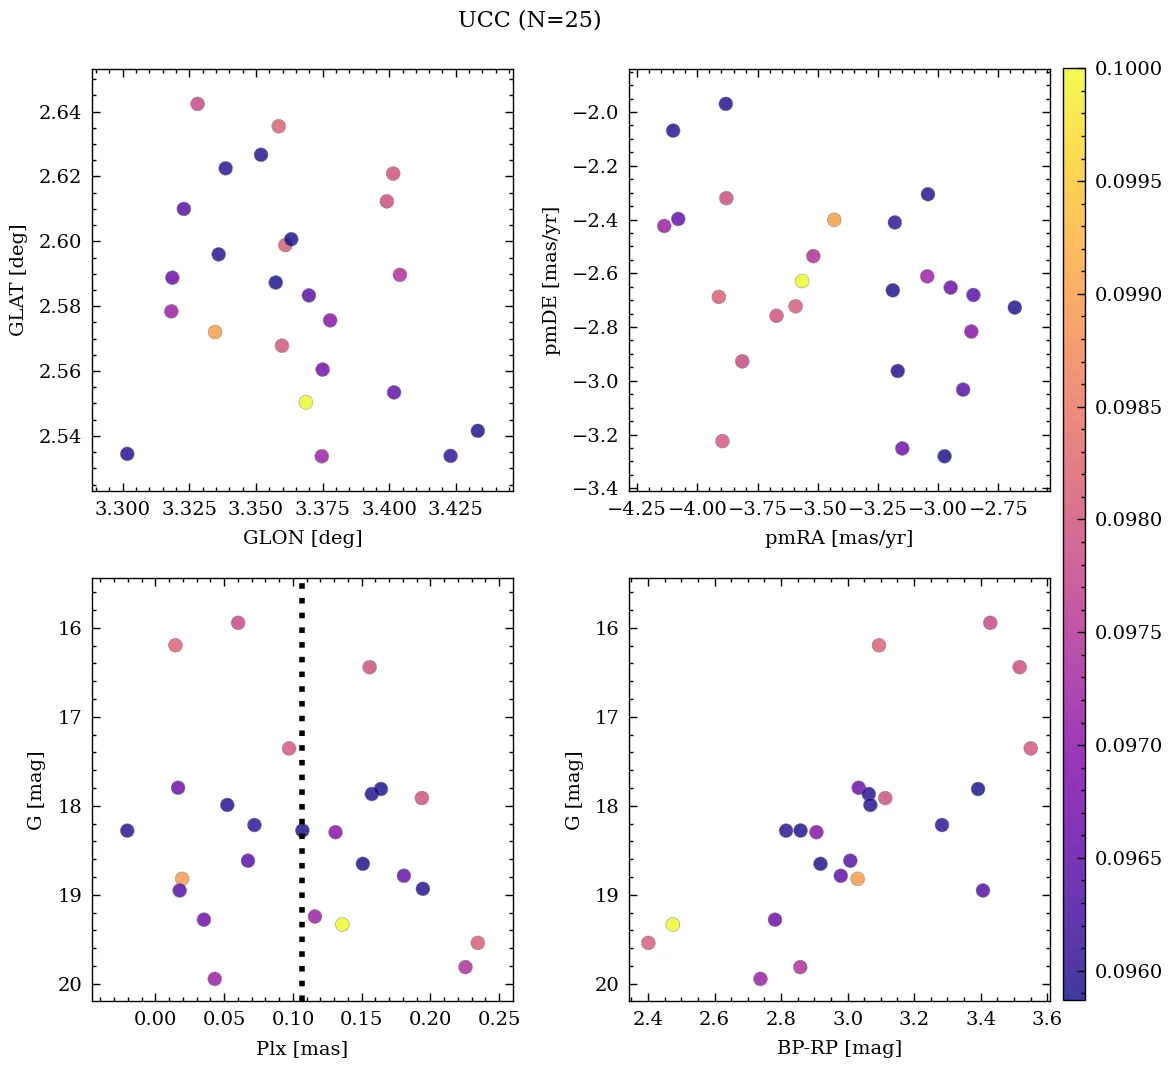 UCC (N=25)
2.64
2.62
2.60
2.58
2.56
2.54
GLAT [deg]
3.300 3.325 3.350 3.375 3.400 3.425
GLON [deg]
−2.0
−2.2
−2.4
−2.6
−2.8
−3.0
−3.2
−3.4
pmDE [mas/yr]
−4.25 −4.00 −3.75 −3.50 −3.25 −3.00 −2.75
pmRA [mas/yr]
16
17
18
19
20
G [mag]
0.00 0.05 0.10 0.15 0.20 0.25
Plx [mas]
16
17
18
19
20
G [mag]
2.4 2.6 2.8 3.0 3.2 3.4 3.6
BP-RP [mag]
0.1000
0.0995
0.0990
0.0985
0.0980
0.0975
0.0970
0.0965
0.0960